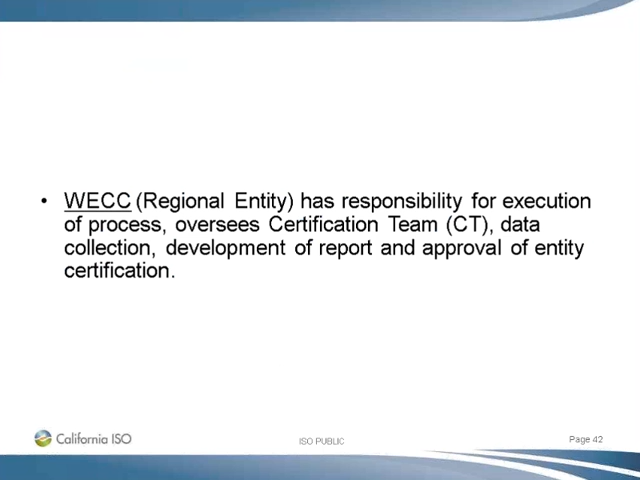 • WECC (Regional Entity) has responsibility for execution
of process, oversees Certification Team (CT), data
collection, development of report and approval of entity
certification.
California ISO
ISO PUBLIC
Page 42